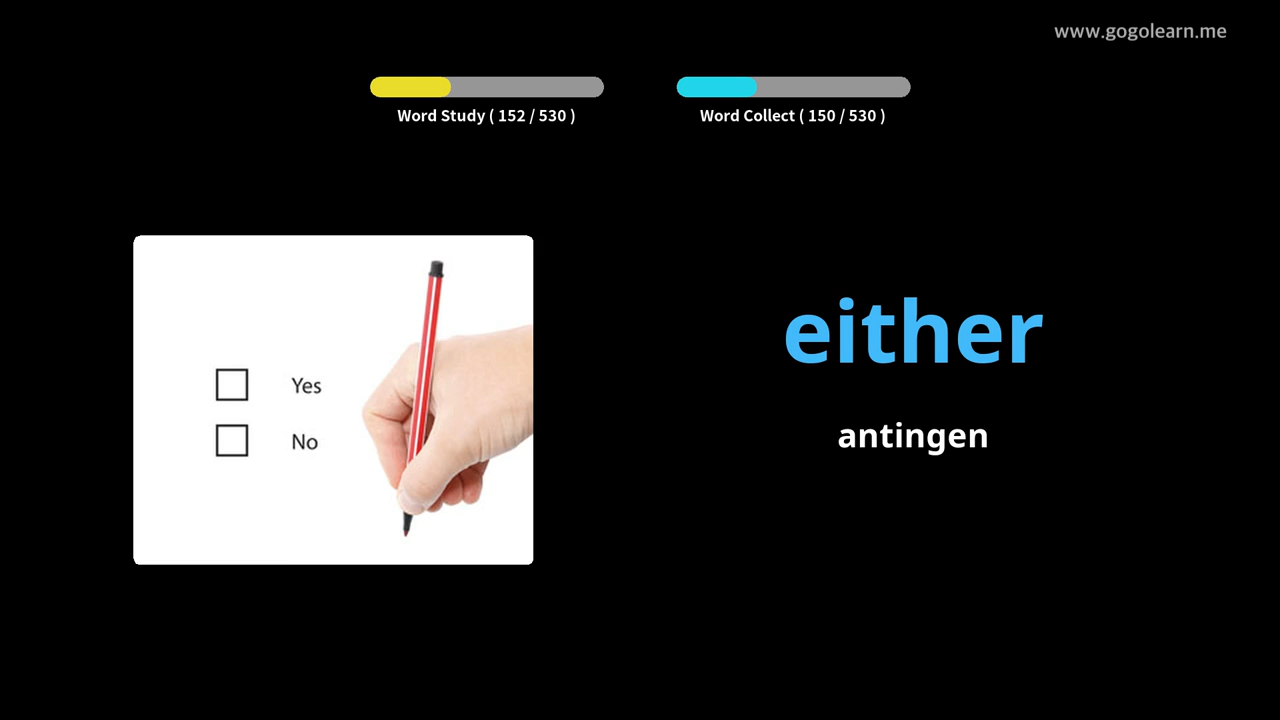 www.gogolearn.me
Word Study ( 152 / 530 )
Word Collect ( 150 / 530 )
Yes
No
either
antingen